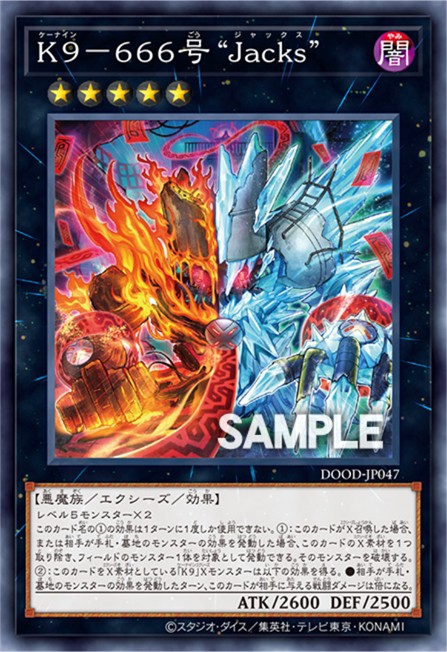 K9－666号“Jacks”
闇
SAMPLE
DOOD-JP047
【悪魔族／エクシーズ／効果】
レベル5モンスター×2
このカード名の①の効果は1ターンに1度しか使用できない。①：このカードがX召喚した場合、
または相手が手札・墓地のモンスターの効果を発動した場合、このカードのX素材を1つ
取り除き、フィールドのモンスター1体を対象として発動できる。そのモンスターを破壊する。
②：このカードをX素材としている「K9」Xモンスターは以下の効果を得る。●相手が手札・
墓地のモンスターの効果を発動したターン、このカードが相手に与える戦闘ダメージは倍になる。
ATK/2600 DEF/2500
©スタジオ・ダイス／集英社・テレビ東京・KONAMI